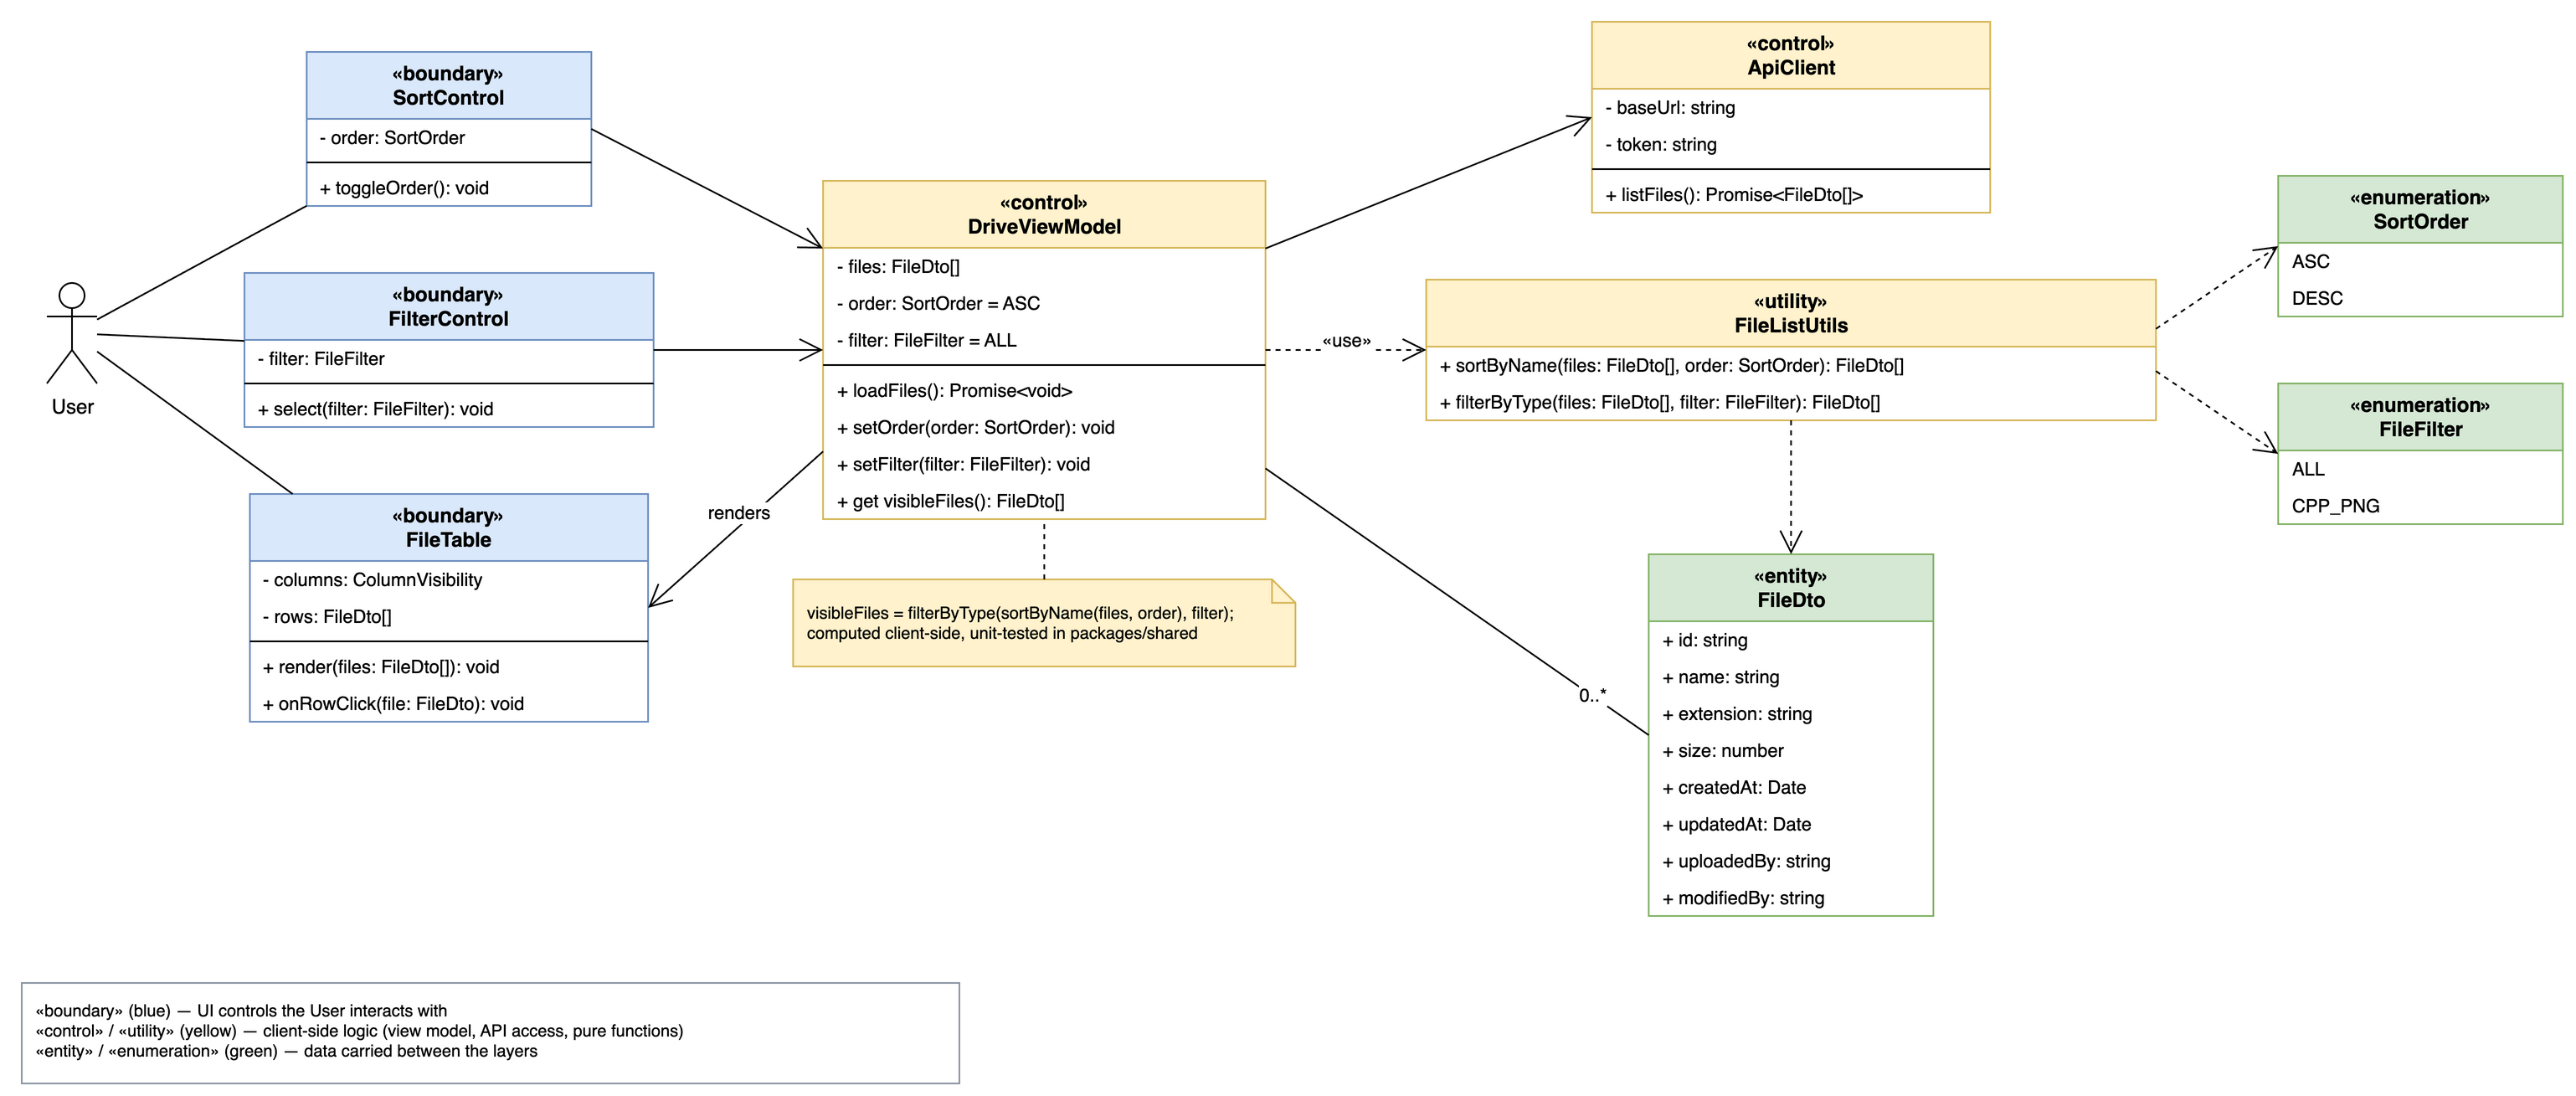 «boundary»
SortControl
- order: SortOrder
+ toggleOrder(): void
User
«boundary»
FilterControl
- filter: FileFilter
+ select(filter: FileFilter): void
«boundary»
FileTable
- columns: ColumnVisibility
- rows: FileDto[]
+ render(files: FileDto[]): void
+ onRowClick(file: FileDto): void
«control»
DriveViewModel
- files: FileDto[]
- order: SortOrder = ASC
- filter: FileFilter = ALL
+ loadFiles(): Promise<void>
+ setOrder(order: SortOrder): void
+ setFilter(filter: FileFilter): void
+ get visibleFiles(): FileDto[]
renders
visibleFiles = filterByType(sortByName(files, order), filter);
computed client-side, unit-tested in packages/shared
«control»
ApiClient
- baseUrl: string
- token: string
+ listFiles(): Promise<FileDto[]>
«use»
«utility»
FileListUtils
+ sortByName(files: FileDto[], order: SortOrder): FileDto[]
+ filterByType(files: FileDto[], filter: FileFilter): FileDto[]
«enumeration»
SortOrder
ASC
DESC
«enumeration»
FileFilter
ALL
CPP_PNG
0..*
«entity»
FileDto
+ id: string
+ name: string
+ extension: string
+ size: number
+ createdAt: Date
+ updatedAt: Date
+ uploadedBy: string
+ modifiedBy: string
«boundary» (blue) — UI controls the User interacts with
«control» / «utility» (yellow) — client-side logic (view model, API access, pure functions)
«entity» / «enumeration» (green) — data carried between the layers